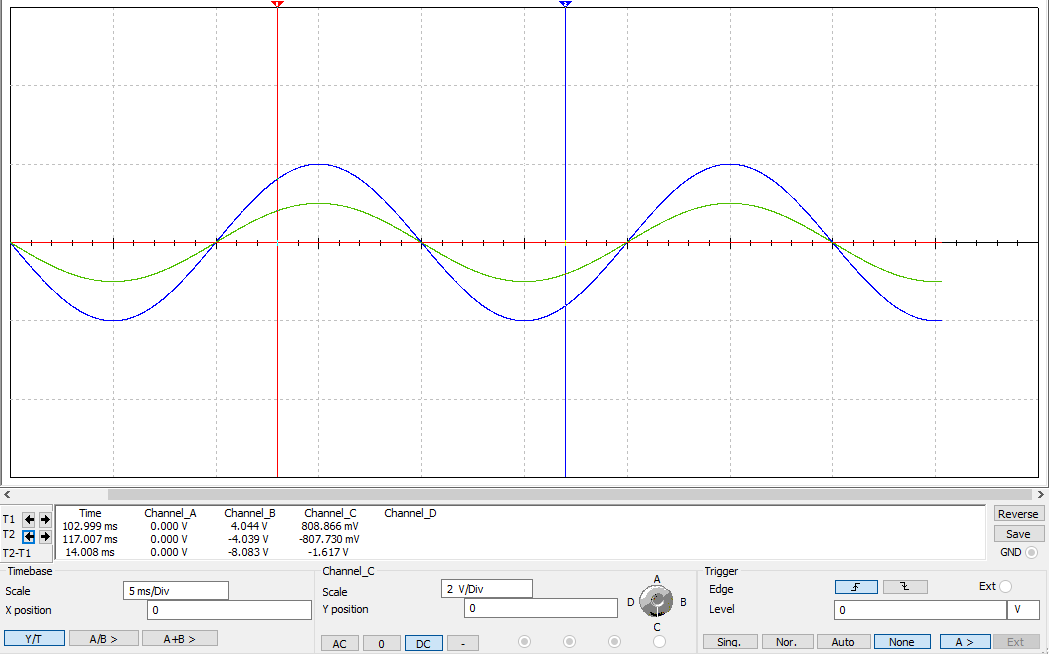 1 2
Time Channel_A Channel_B Channel_C Channel_D
T1 102.999 ms 0.000 V 4.044 V 808.866 mV
T2 117.007 ms 0.000 V -4.039 V -807.730 mV
T2-T1 14.008 ms 0.000 V -8.083 V -1.617 V
Reverse
Save
GND
Timebase
Scale 5 ms/Div
X position 0
Y/T A/B > A+B >
Channel_C
Scale 2 V/Div
Y position 0
AC 0 DC -
A
D B
C
Trigger
Edge Ext
Level 0 V
Sing. Nor. Auto None A > Ext